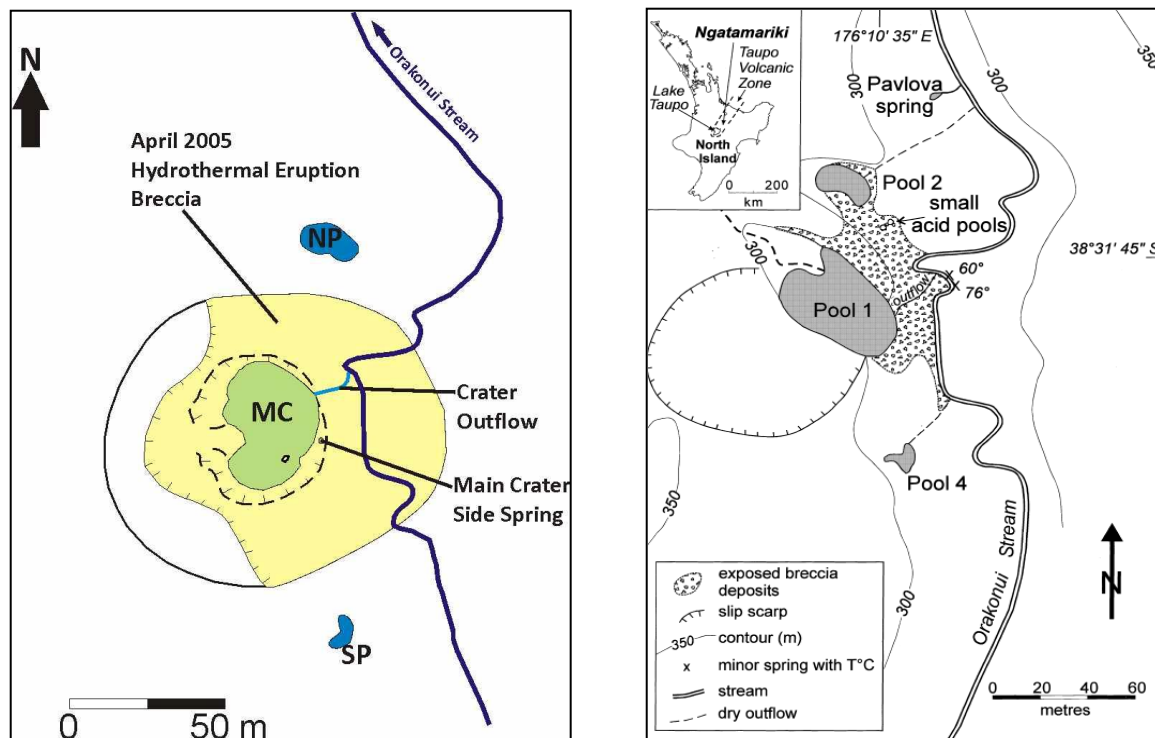 N
Orakonui Stream
April 2005
Hydrothermal Eruption
Breccia
NP
MC
Crater
Outflow
Main Crater
Side Spring
SP
0 50 m
176°10' 35" E
Ngatamariki
Taupo
Volcanic
Zone
Lake
Taupo
North
Island
0 200
km
300
300
350
Pavlova
spring
Pool 2
small
acid pools
38°31' 45" S
300
60°
outflow
76°
Pool 1
Pool 4
350
300
Orakonui Stream
N
exposed breccia
deposits
slip scarp
350 contour (m)
x minor spring with T°C
stream
dry outflow
0 20 40 60
metres